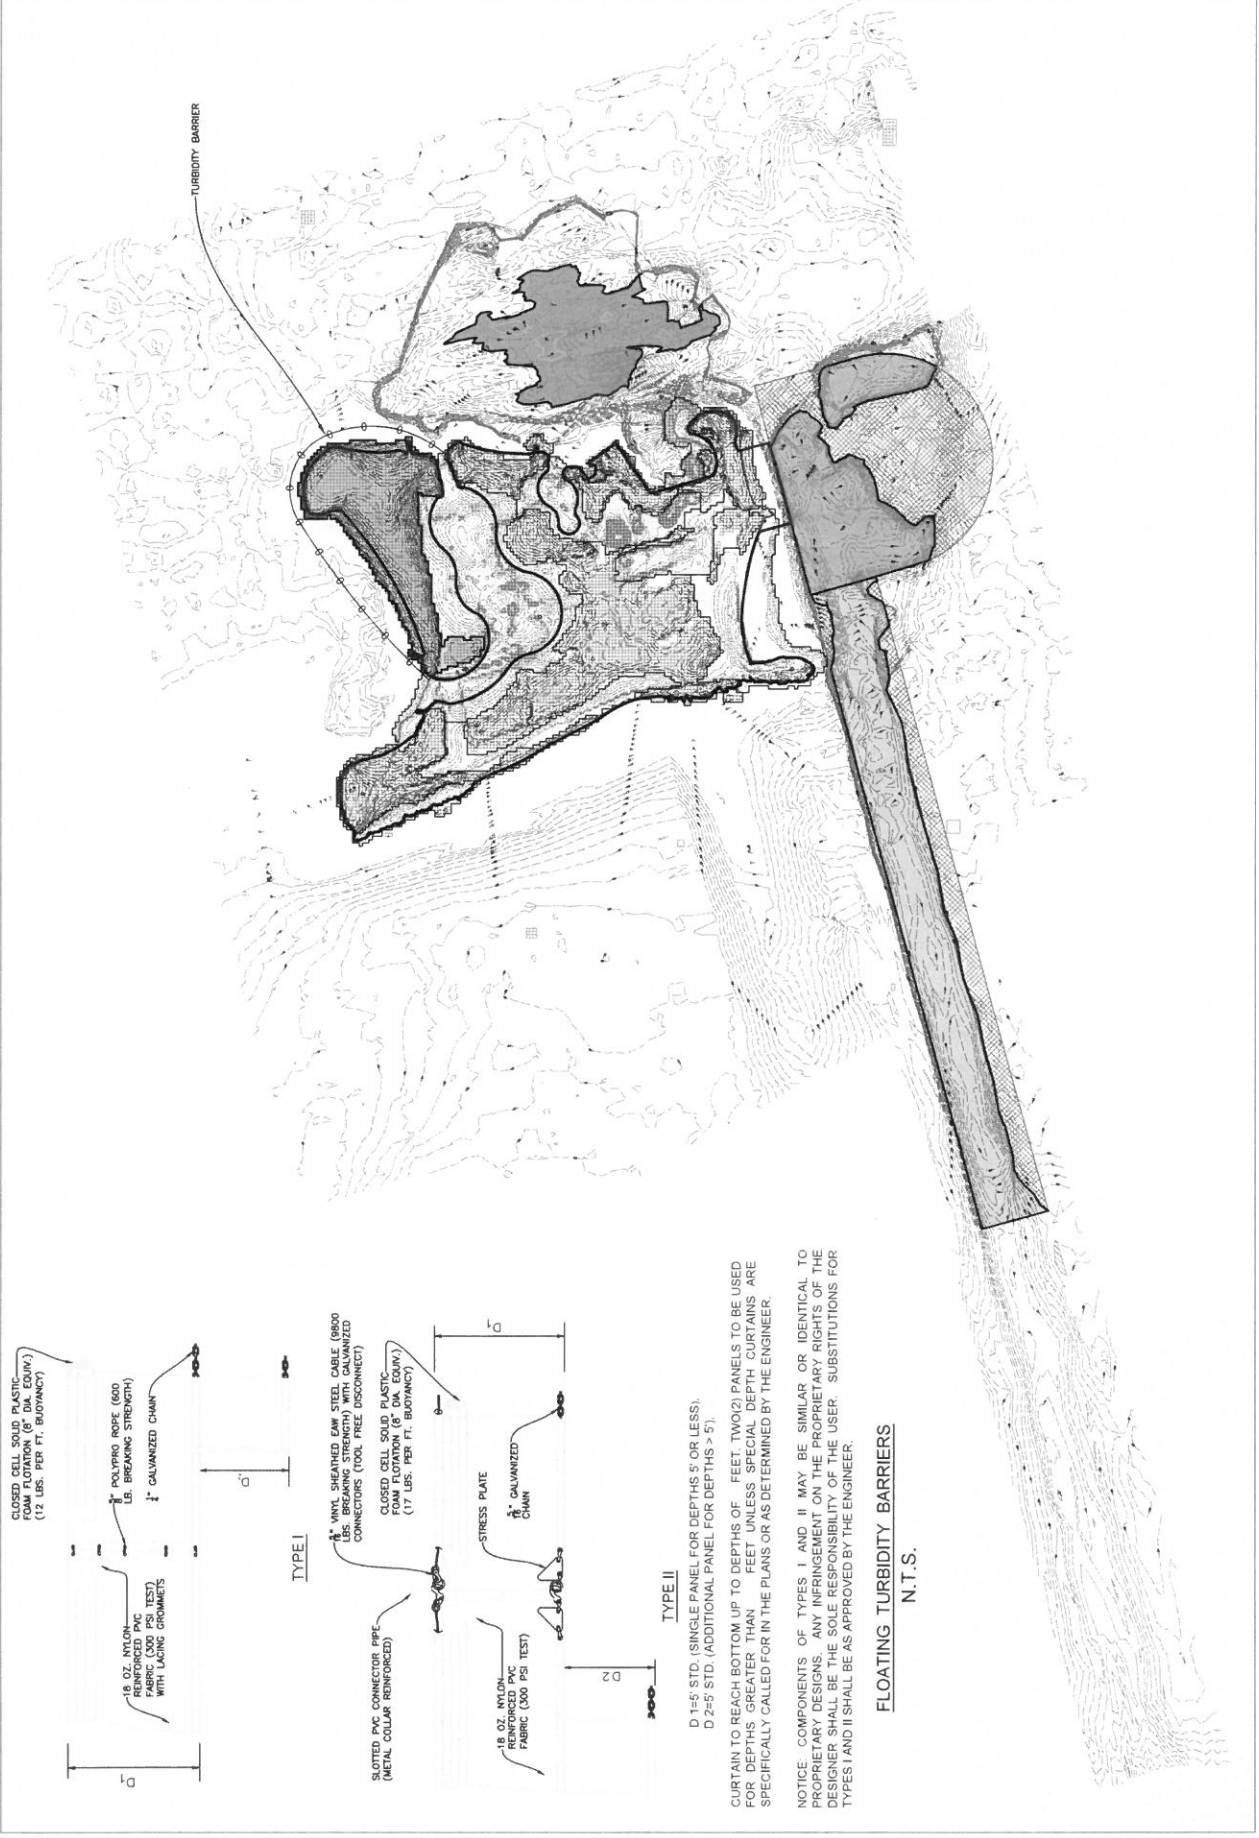 TURBIDITY BARRIER
CLOSED CELL SOLID PLASTIC
FOAM FLOTATION (8" DIA. EQUIV.)
(12 LBS. PER FT. BUOYANCY)
POLYPRO ROPE (600
LB. BREAKING STRENGTH)
GALVANIZED CHAIN
18 OZ. NYLON
REINFORCED PVC
FABRIC (300 PSI TEST)
WITH LACING GROMMETS
D1
D2
TYPE I
SLOTTED PVC CONNECTOR PIPE
(METAL COLLAR REINFORCED)
VINYL SHEATHED EAW STEEL CABLE (9800
LBS. BREAKING STRENGTH) WITH GALVANIZED
CONNECTORS (TOOL FREE DISCONNECT)
CLOSED CELL SOLID PLASTIC
FOAM FLOTATION (8" DIA. EQUIV.)
(17 LBS. PER FT. BUOYANCY)
D1
STRESS PLATE
GALVANIZED
CHAIN
18 OZ. NYLON
REINFORCED PVC
FABRIC (300 PSI TEST)
D2
TYPE II
D 1=5' STD. (SINGLE PANEL FOR DEPTHS 5' OR LESS).
D 2=5' STD. (ADDITIONAL PANEL FOR DEPTHS > 5').
CURTAIN TO REACH BOTTOM UP TO DEPTHS OF FEET. TWO(2) PANELS TO BE USED
FOR DEPTHS GREATER THAN FEET UNLESS SPECIAL DEPTH CURTAINS ARE
SPECIFICALLY CALLED FOR IN THE PLANS OR AS DETERMINED BY THE ENGINEER.
NOTICE: COMPONENTS OF TYPES I AND II MAY BE SIMILAR OR IDENTICAL TO
PROPRIETARY DESIGNS. ANY INFRINGEMENT ON THE PROPRIETARY RIGHTS OF THE
DESIGNER SHALL BE THE SOLE RESPONSIBILITY OF THE USER. SUBSTITUTIONS FOR
TYPES I AND II SHALL BE AS APPROVED BY THE ENGINEER.
FLOATING TURBIDITY BARRIERS
N.T.S.